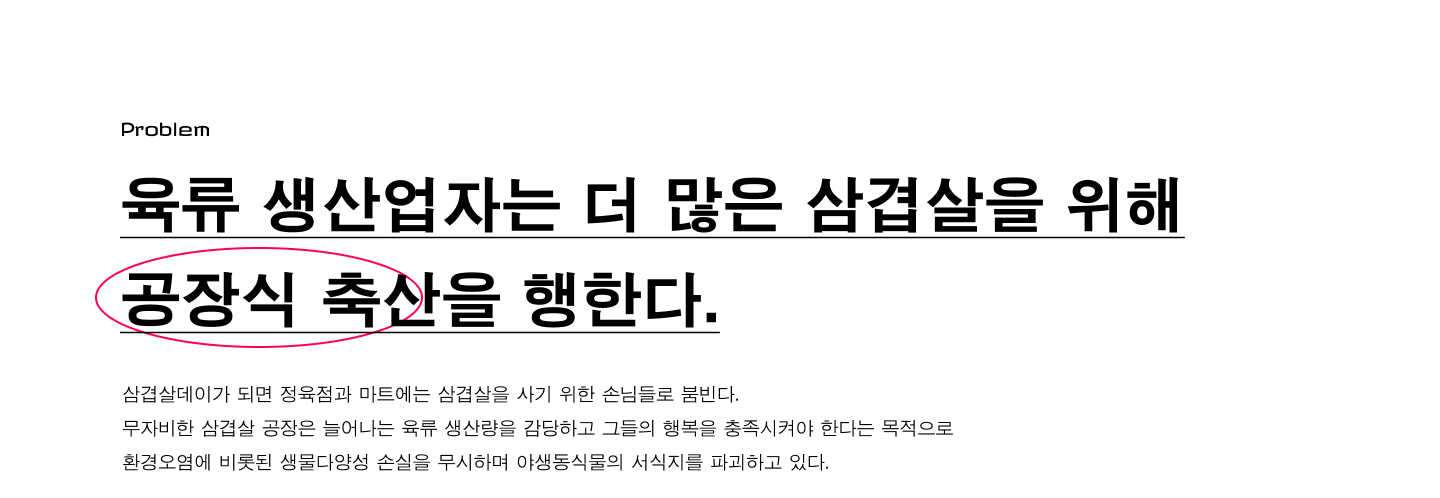 Problem
육류 생산업자는 더 많은 삼겹살을 위해
공장식 축산을 행한다.
삼겹살데이가 되면 정육점과 마트에는 삼겹살을 사기 위한 손님들로 붐빈다.
무자비한 삼겹살 공장은 늘어나는 육류 생산량을 감당하고 그들의 행복을 충족시켜야 한다는 목적으로
환경오염에 비롯된 생물다양성 손실을 무시하며 야생동식물의 서식지를 파괴하고 있다.